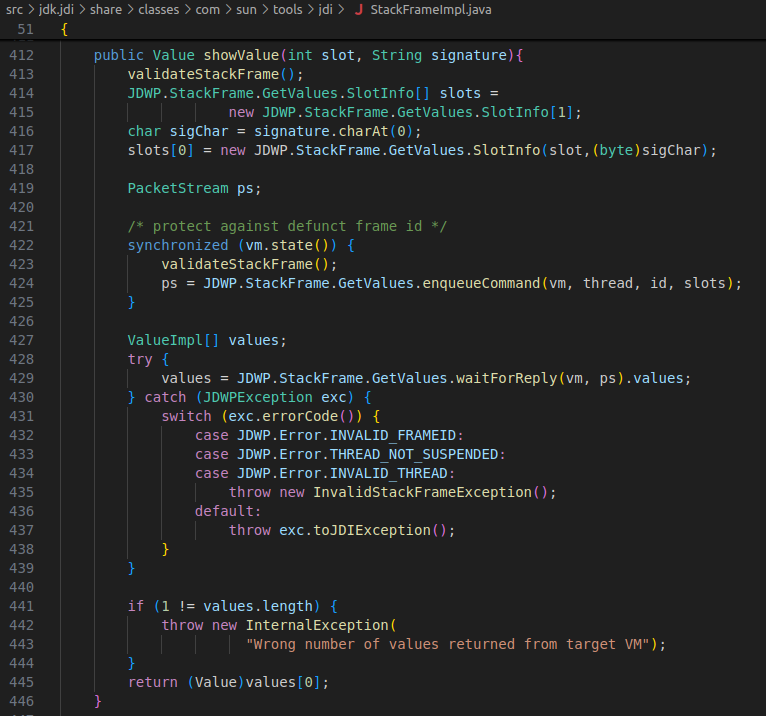 src > jdk.jdi > share > classes > com > sun > tools > jdi > J StackFrameImpl.java
51 {
412 public Value showValue(int slot, String signature){
413 validateStackFrame();
414 JDWP.StackFrame.GetValues.SlotInfo[] slots =
415 new JDWP.StackFrame.GetValues.SlotInfo[1];
416 char sigChar = signature.charAt(0);
417 slots[0] = new JDWP.StackFrame.GetValues.SlotInfo(slot,(byte)sigChar);
418
419 PacketStream ps;
420
421 /* protect against defunct frame id */
422 synchronized (vm.state()) {
423 validateStackFrame();
424 ps = JDWP.StackFrame.GetValues.enqueueCommand(vm, thread, id, slots);
425 }
426
427 ValueImpl[] values;
428 try {
429 values = JDWP.StackFrame.GetValues.waitForReply(vm, ps).values;
430 } catch (JDWPException exc) {
431 switch (exc.errorCode()) {
432 case JDWP.Error.INVALID_FRAMEID:
433 case JDWP.Error.THREAD_NOT_SUSPENDED:
434 case JDWP.Error.INVALID_THREAD:
435 throw new InvalidStackFrameException();
436 default:
437 throw exc.toJDIException();
438 }
439 }
440
441 if (1 != values.length) {
442 throw new InternalException(
443 "Wrong number of values returned from target VM");
444 }
445 return (Value)values[0];
446 }